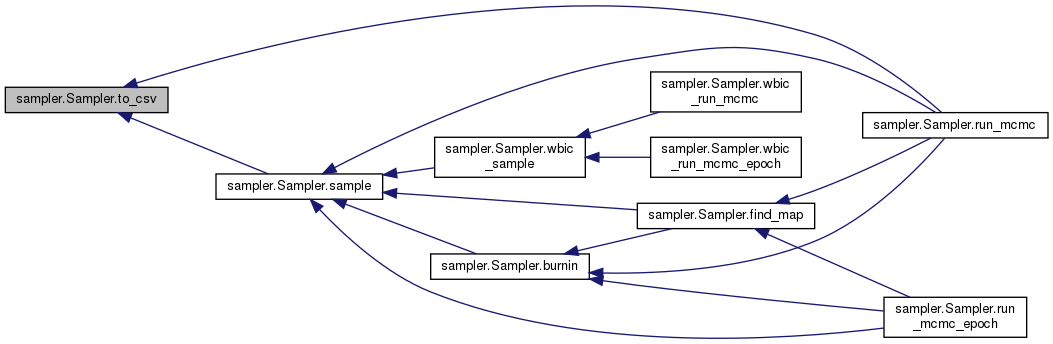 sampler.Sampler.to_csv
sampler.Sampler.sample
sampler.Sampler.wbic
_sample
sampler.Sampler.burnin
sampler.Sampler.wbic
_run_mcmc
sampler.Sampler.wbic
_run_mcmc_epoch
sampler.Sampler.find_map
sampler.Sampler.run_mcmc
sampler.Sampler.run
_mcmc_epoch